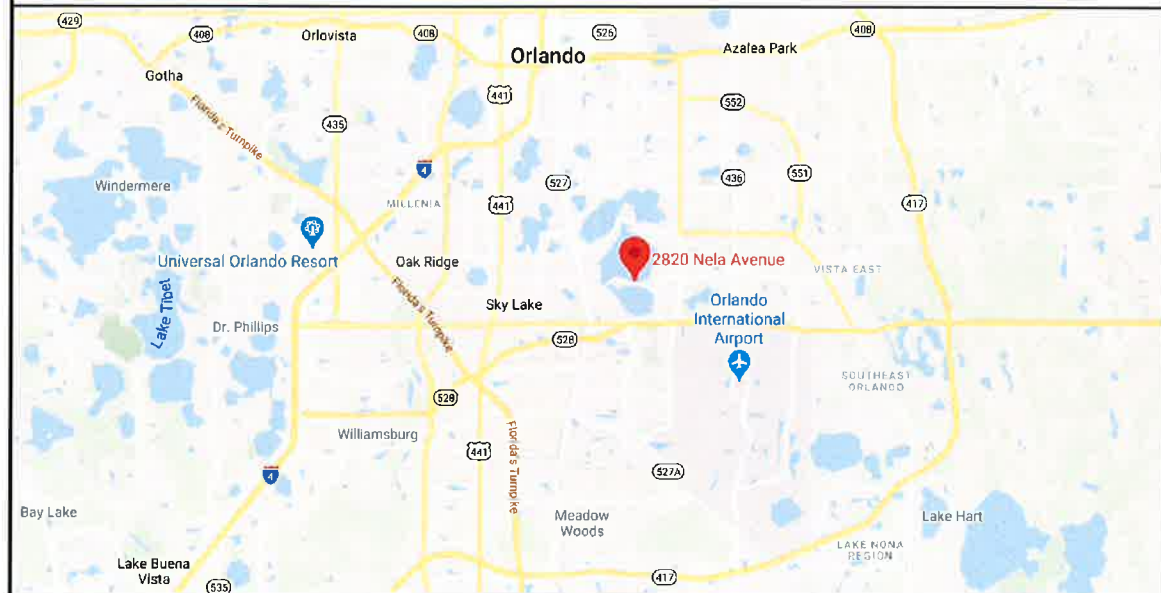 429
408
Orlovista
408
526
408
Orlando
Azalea Park
Gotha
441
552
Florida's Turnpike
435
4
436
551
527
Windermere
MILLENIA
441
417
Universal Orlando Resort
Oak Ridge
2820 Nela Avenue
VISTA EAST
Lake Tibet
Florida's Turnpike
Sky Lake
Orlando
International
Airport
Dr. Phillips
528
SOUTHEAST
ORLANDO
528
Williamsburg
441
Florida's Turnpike
4
527A
Bay Lake
Meadow
Woods
Lake Hart
LAKE NONA
REGION
Lake Buena
Vista
417
535